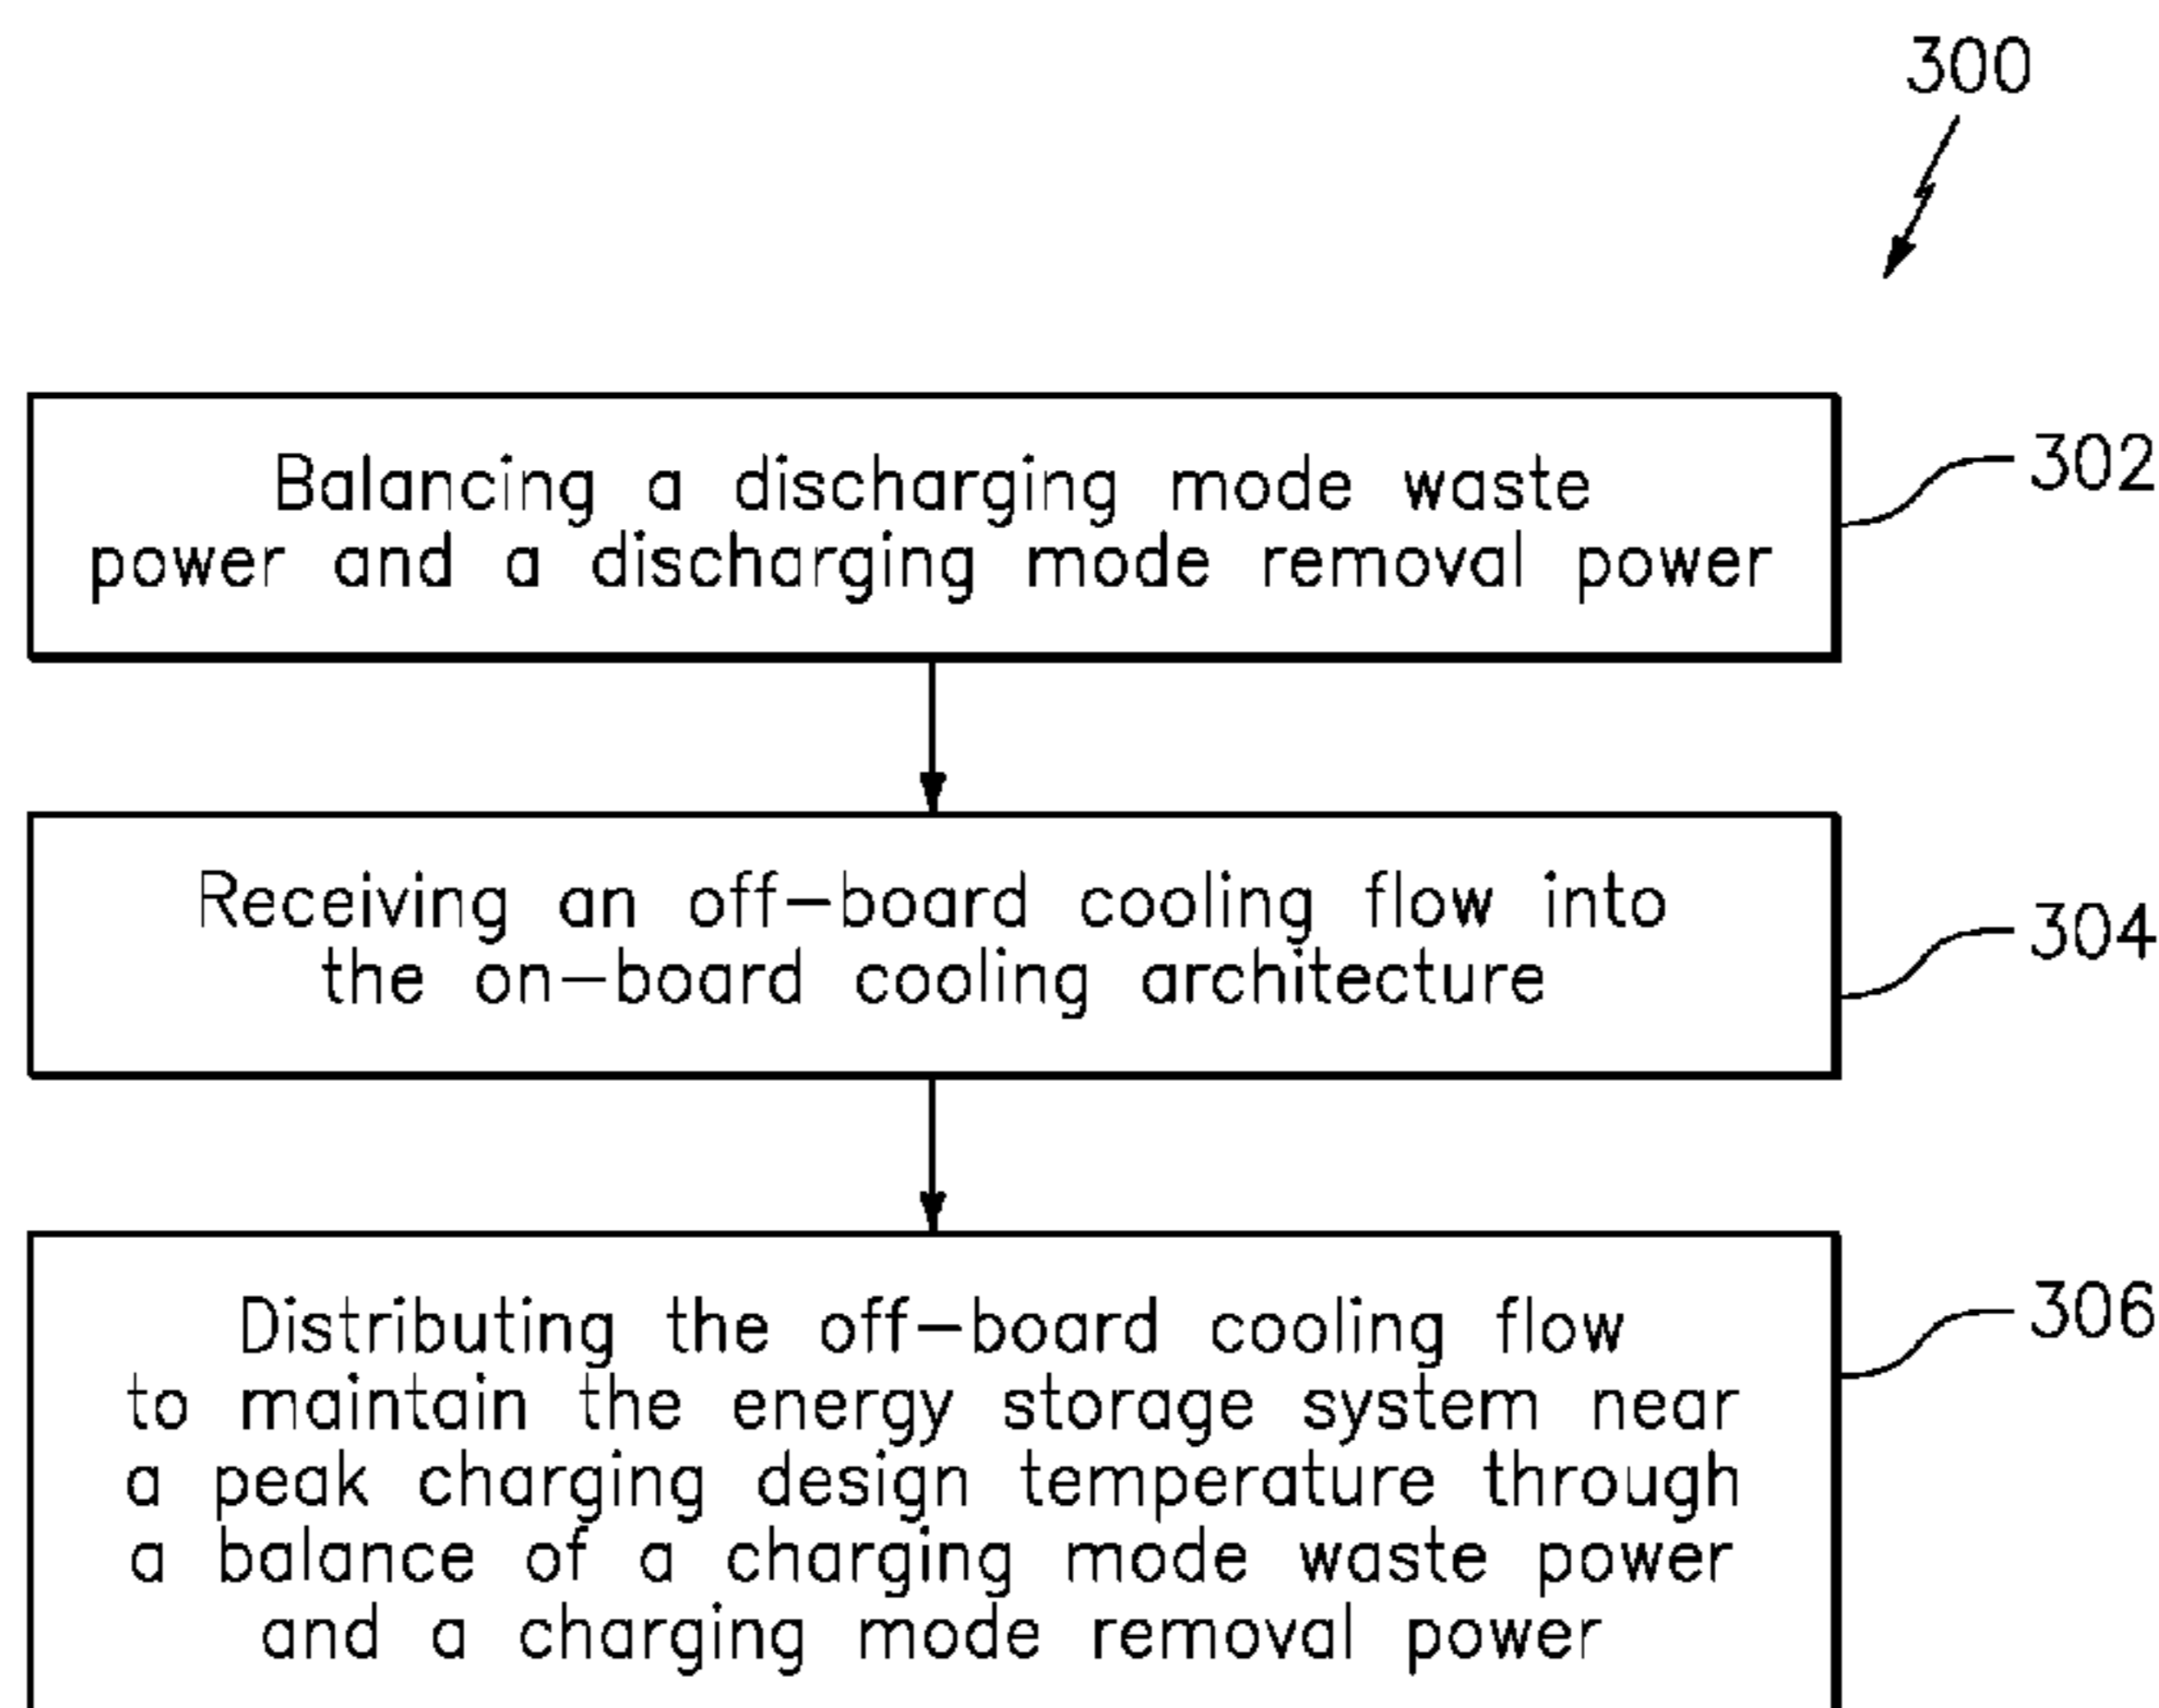 300
Balancing a discharging mode waste
power and a discharging mode removal power
302
Receiving an off-board cooling flow into
the on-board cooling architecture
304
Distributing the off-board cooling flow
to maintain the energy storage system near
a peak charging design temperature through
a balance of a charging mode waste power
and a charging mode removal power
306